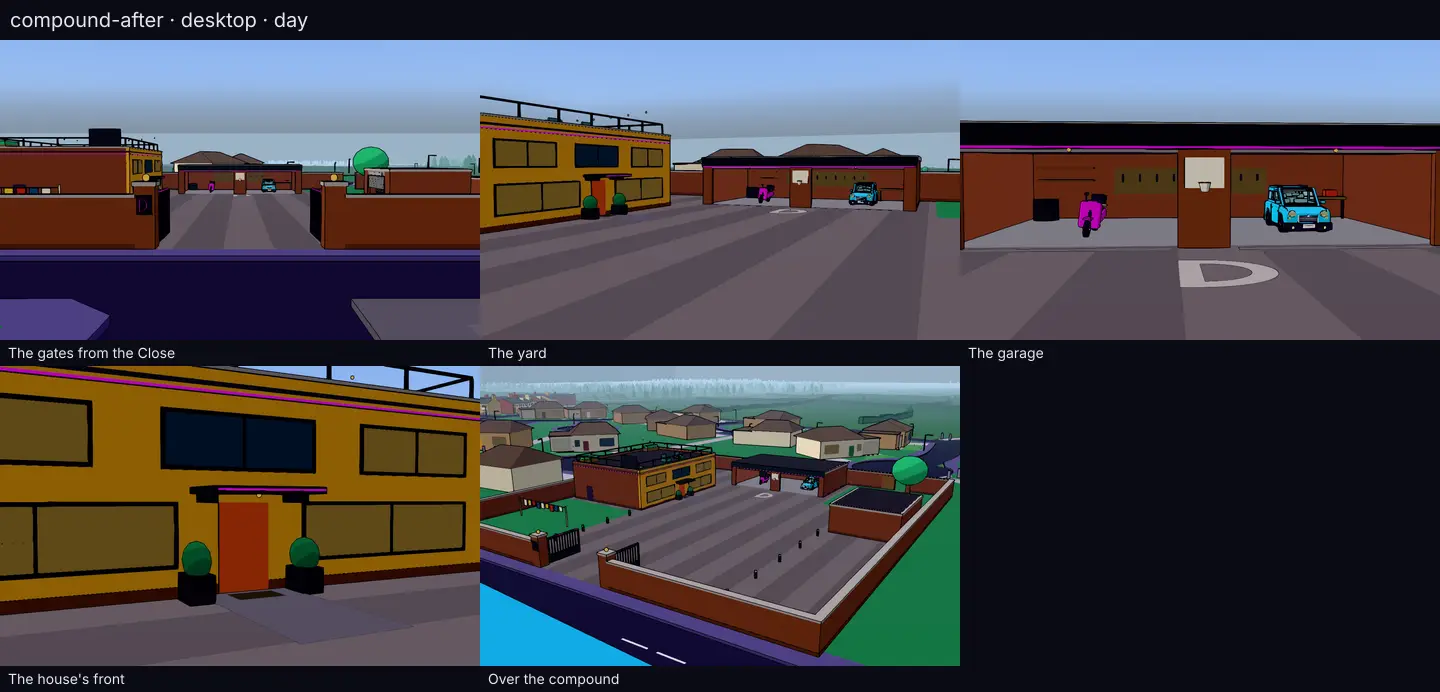 compound-after · desktop · day
The gates from the Close
The yard
The garage
D
The house's front
Over the compound